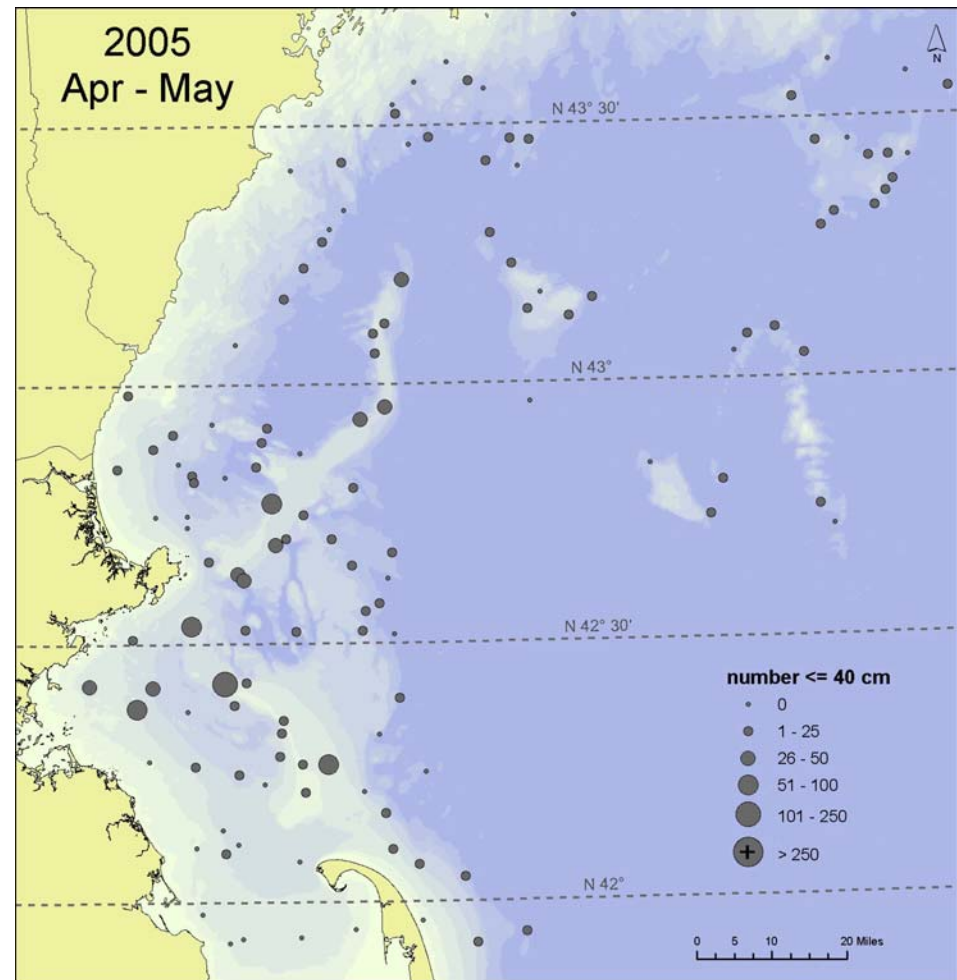 2005
Apr - May
N
N 43° 30'
N 43°
N 42° 30'
number <= 40 cm
0
1 - 25
26 - 50
51 - 100
101 - 250
> 250
N 42°
0 5 10 20 Miles